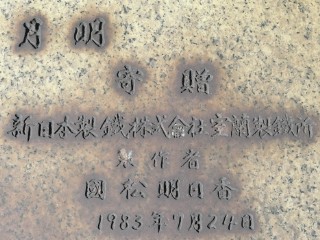 月明
寄贈
新日本製鐵株式會社室蘭製鐵所
製作者
國松明日香
1983年7月24日